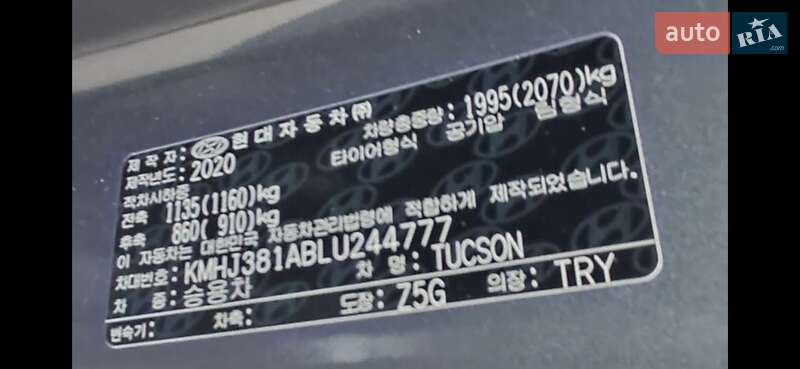 auto RIA.com
제 작 자: 현대자동차㈜ 차량총중량: 1995(2070)kg
제작년도: 2020 타이어형식 공기압 림형식
적차시하중
전축 1135(1160)kg
후축 860( 910)kg
이 자동차는 대한민국 자동차관리법령에 적합하게 제작되었습니다.
차대번호: KMHJ381ABLU244777 차 명: TUCSON
차 종: 승용차
변속기: 차축: 도장: Z5G 의장: TRY